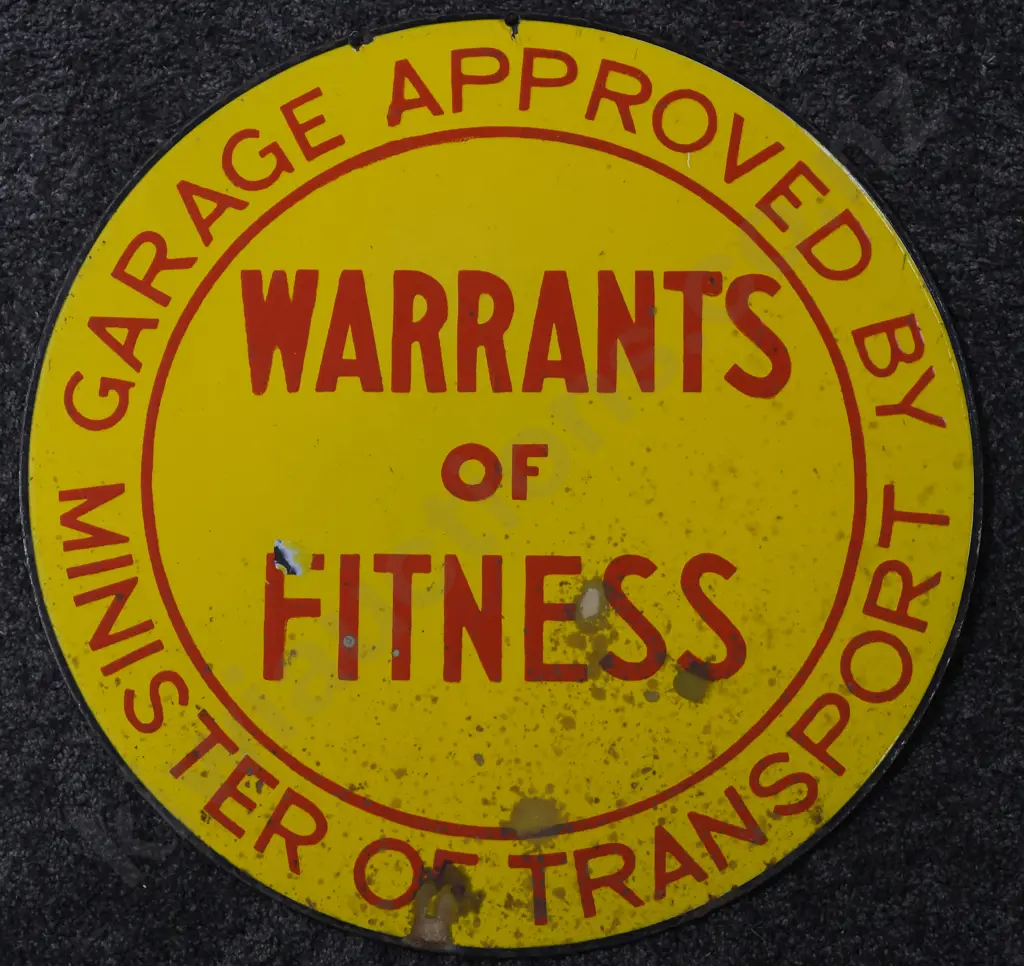 GARAGE APPROVED BY
WARRANTS
OF
FITNESS
MINISTER OF TRANSPORT